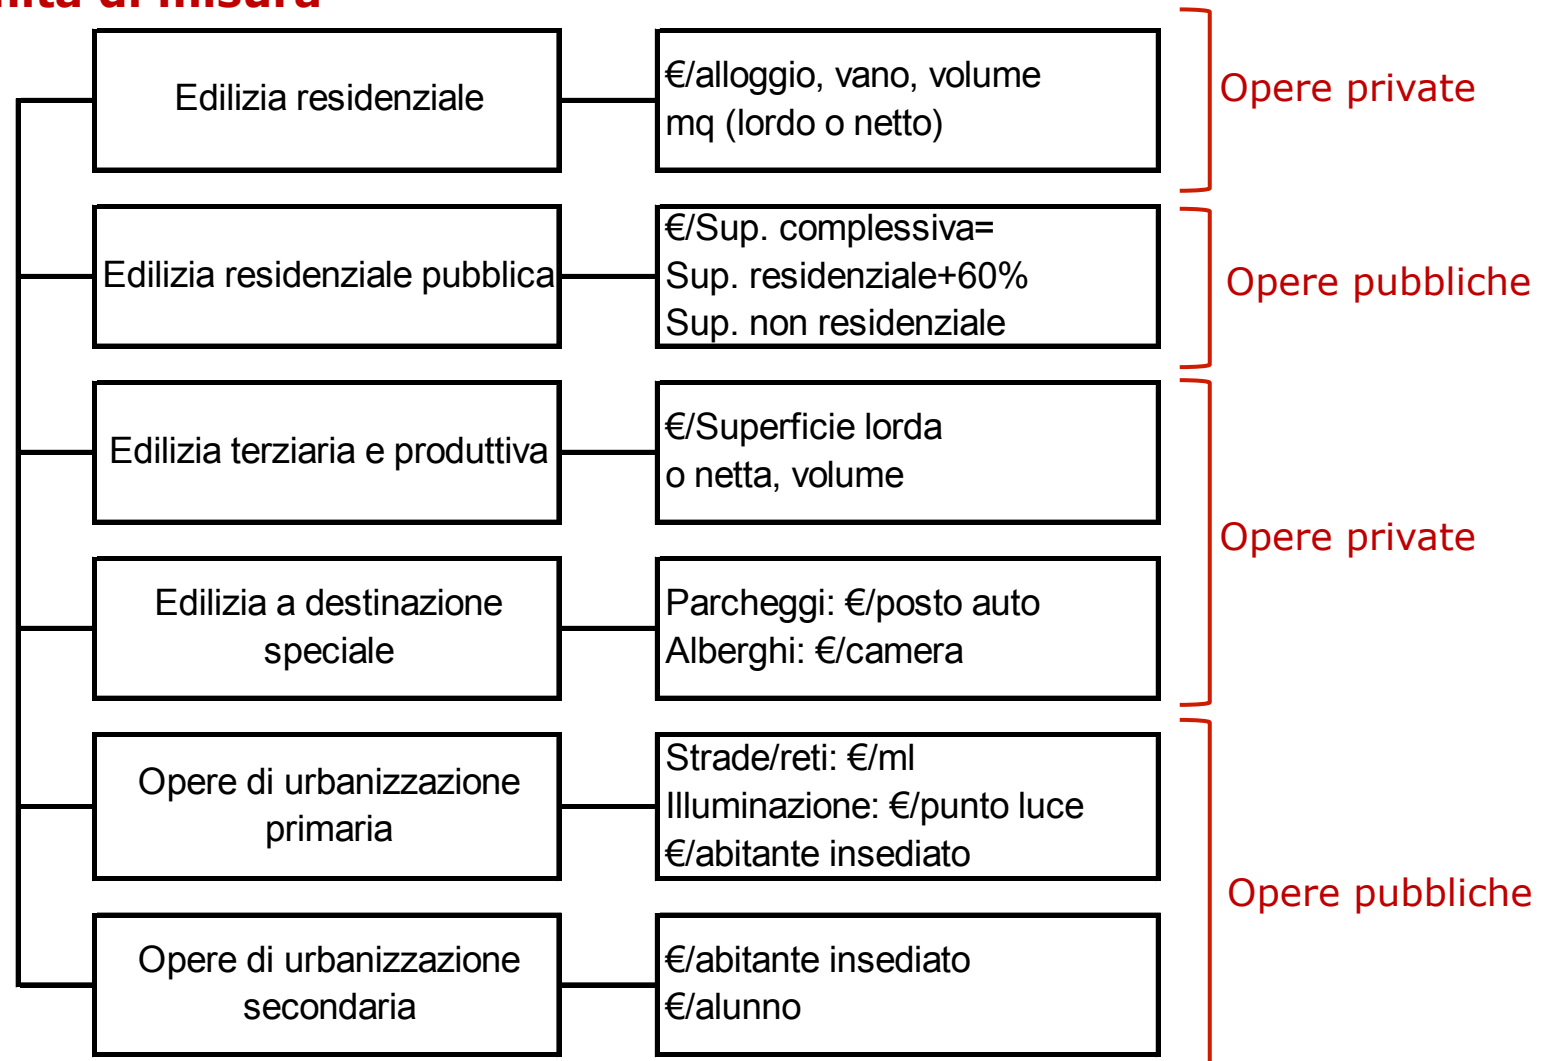 di misura
Edilizia residenziale
€/alloggio, vano, volume
mq (lordo o netto)
Opere private
Edilizia residenziale pubblica
€/Sup. complessiva=
Sup. residenziale+60%
Sup. non residenziale
Opere pubbliche
Edilizia terziaria e produttiva
€/Superficie lorda
o netta, volume
Opere private
Edilizia a destinazione
speciale
Parcheggi: €/posto auto
Alberghi: €/camera
Opere di urbanizzazione
primaria
Strade/reti: €/ml
Illuminazione: €/punto luce
€/abitante insediato
Opere pubbliche
Opere di urbanizzazione
secondaria
€/abitante insediato
€/alunno